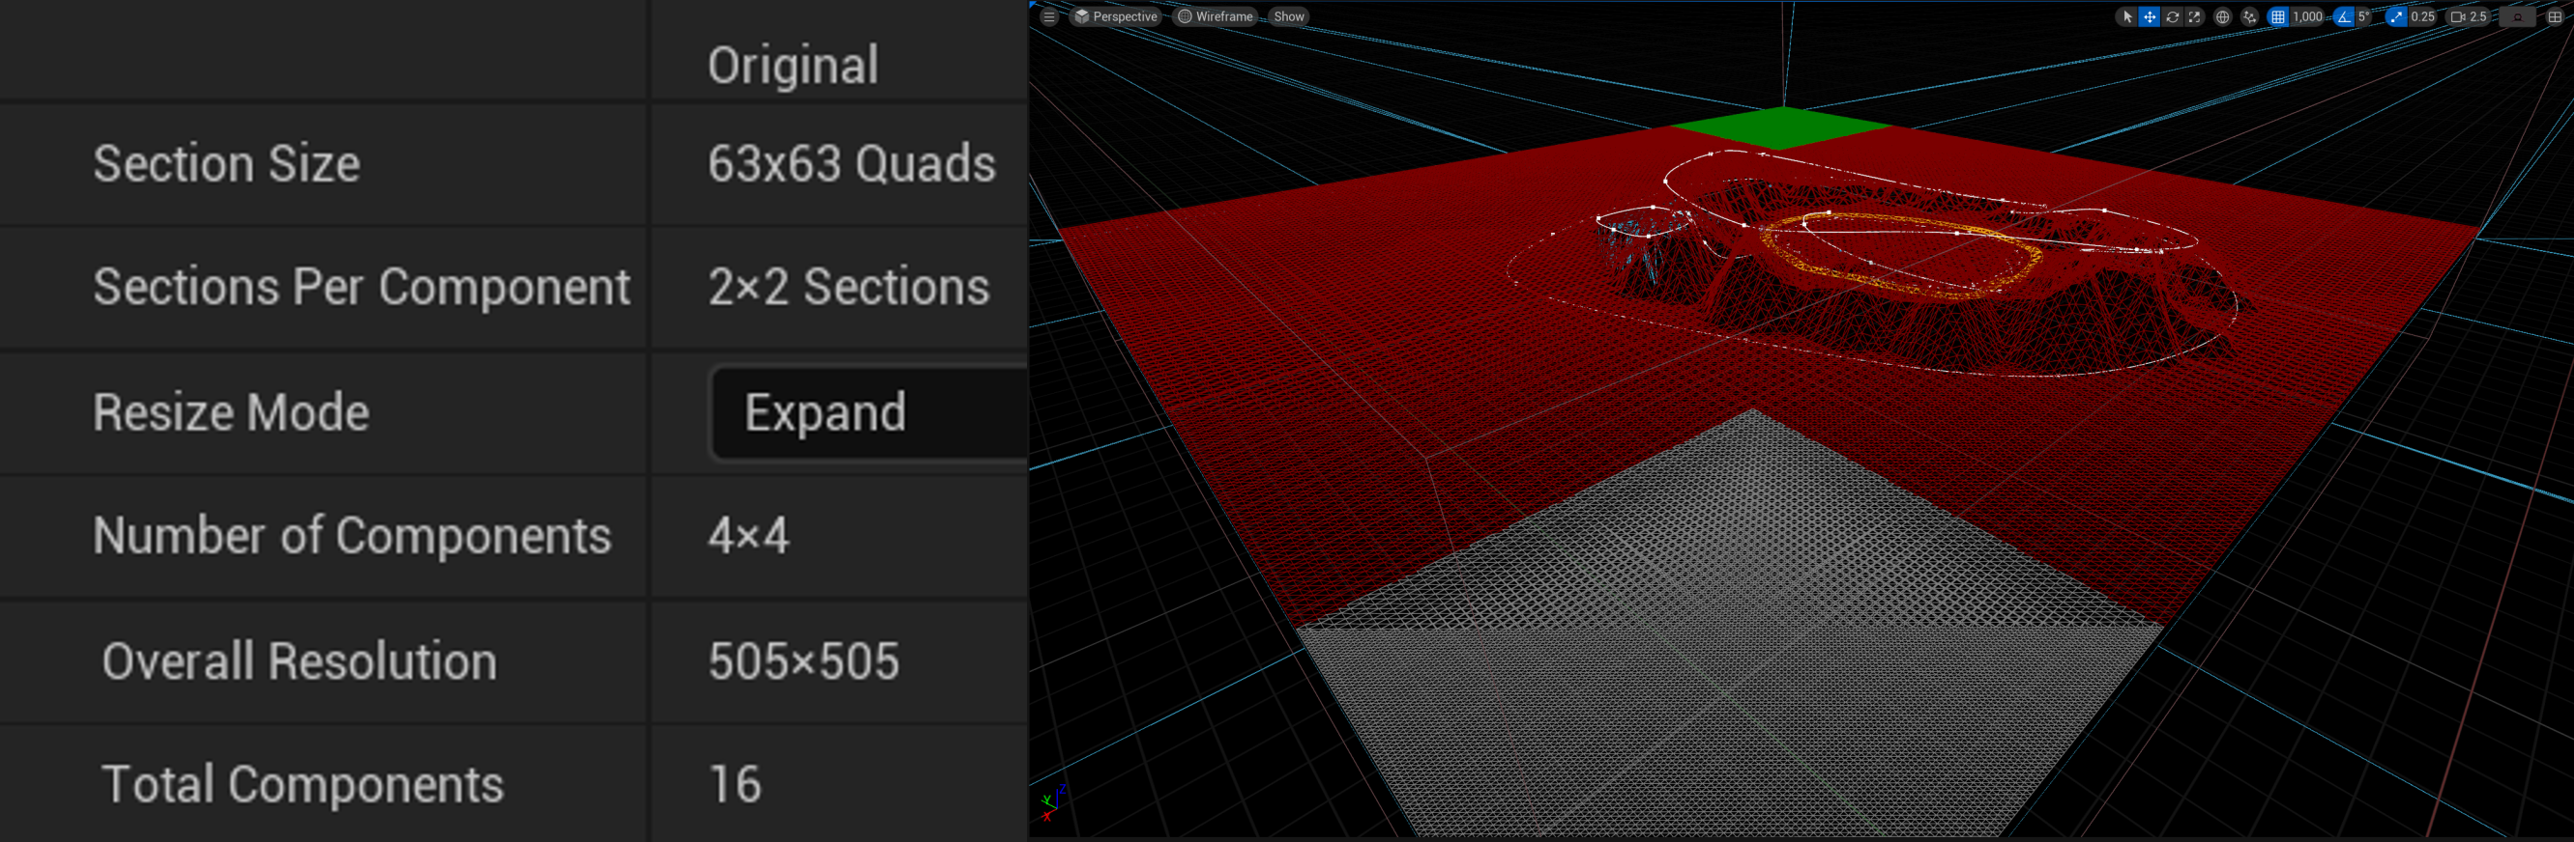 Original
Section Size 63x63 Quads
Sections Per Component 2×2 Sections
Resize Mode Expand
Number of Components 4×4
Overall Resolution 505×505
Total Components 16
Perspective Wireframe Show 1,000 5° 0.25 2.5
Z
Y
X